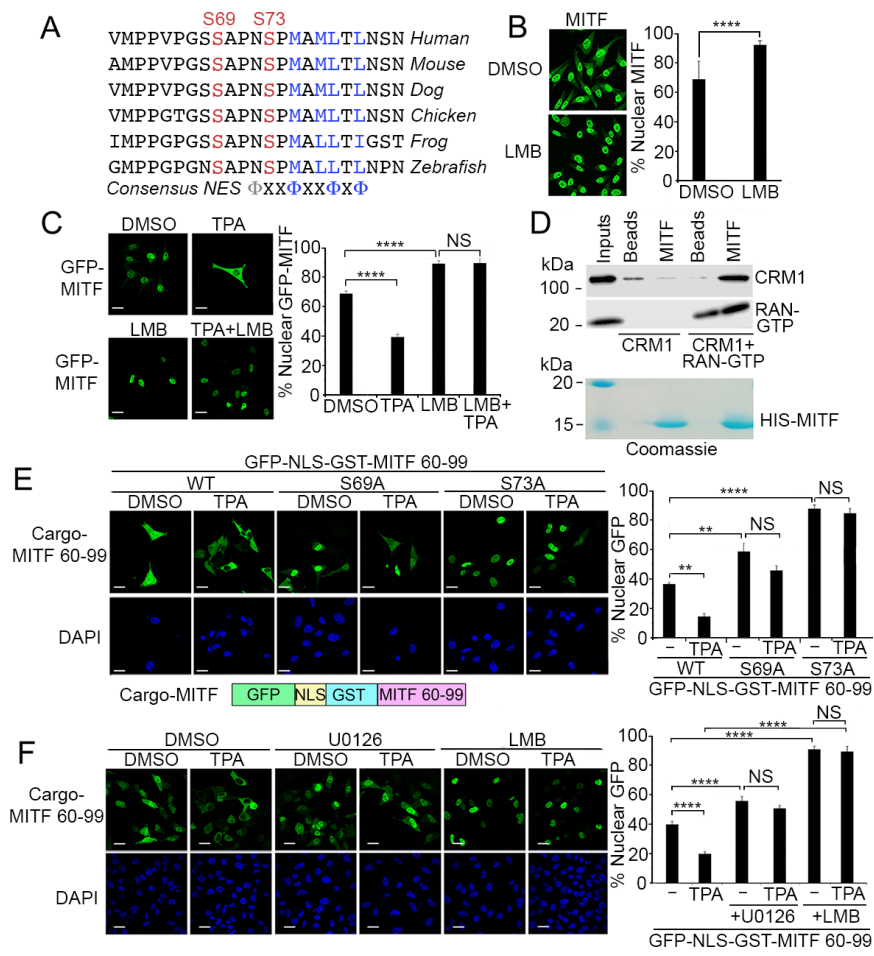 A
S69 S73
VMPPVPGSSAPNSPMAMLTLNSN Human
AMPPVPGSSAPNSPMAMLTLNSN Mouse
VMPPVPGSSAPNSPMAMLTLNSN Dog
VMPPGTGSSAPNSPMAMLTLNSN Chicken
IMPPGPGSSAPNSPMALLTIGST Frog
GMPPGPGNSAPNSPMALLTLNPN Zebrafish
Consensus NES ΦXXΦXXΦXΦ
B
MITF
DMSO
LMB
% Nuclear MITF
100
80
60
40
20
0
****
DMSO LMB
C
DMSO TPA
GFP-
MITF
LMB TPA+LMB
GFP-
MITF
% Nuclear GFP-MITF
100
80
60
40
20
0
**** NS
****
DMSO TPA LMB LMB+
TPA
D
Inputs Beads MITF Beads MITF
kDa
100
CRM1
20
RAN-
GTP
CRM1 CRM1+
RAN-GTP
kDa
20
15
HIS-MITF
Coomassie
E
GFP-NLS-GST-MITF 60-99
WT S69A S73A
DMSO TPA DMSO TPA DMSO TPA
Cargo-
MITF 60-99
DAPI
Cargo-MITF GFP NLS GST MITF 60-99
% Nuclear GFP
100
80
60
40
20
0
**** NS
** NS
**
– TPA – TPA – TPA
WT S69A S73A
GFP-NLS-GST-MITF 60-99
F
DMSO U0126 LMB
DMSO TPA DMSO TPA DMSO TPA
Cargo-
MITF 60-99
DAPI
% Nuclear GFP
100
80
60
40
20
0
NS
****
****
**** NS
****
– TPA – TPA – TPA
+U0126 +LMB
GFP-NLS-GST-MITF 60-99